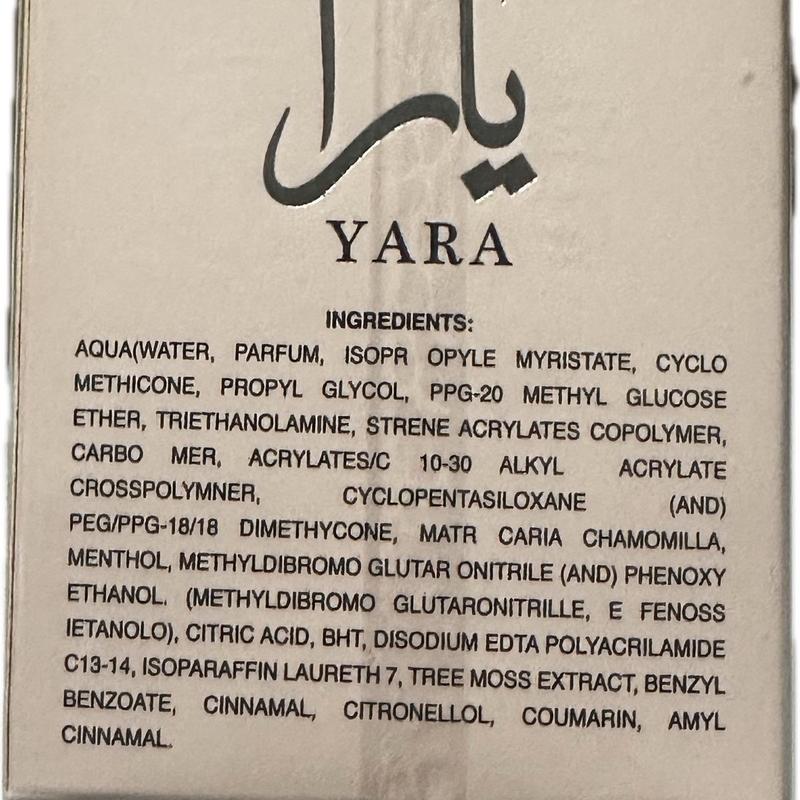 يارا
YARA
INGREDIENTS:
AQUA(WATER, PARFUM, ISOPR OPYLE MYRISTATE, CYCLO
METHICONE, PROPYL GLYCOL, PPG-20 METHYL GLUCOSE
ETHER, TRIETHANOLAMINE, STRENE ACRYLATES COPOLYMER,
CARBO MER, ACRYLATES/C 10-30 ALKYL ACRYLATE
CROSSPOLYMNER, CYCLOPENTASILOXANE (AND)
PEG/PPG-18/18 DIMETHYCONE, MATR CARIA CHAMOMILLA,
MENTHOL, METHYLDIBROMO GLUTAR ONITRILE (AND) PHENOXY
ETHANOL. (METHYLDIBROMO GLUTARONITRILLE, E FENOSS
IETANOLO), CITRIC ACID, BHT, DISODIUM EDTA POLYACRILAMIDE
C13-14, ISOPARAFFIN LAURETH 7, TREE MOSS EXTRACT, BENZYL
BENZOATE, CINNAMAL, CITRONELLOL, COUMARIN, AMYL
CINNAMAL.